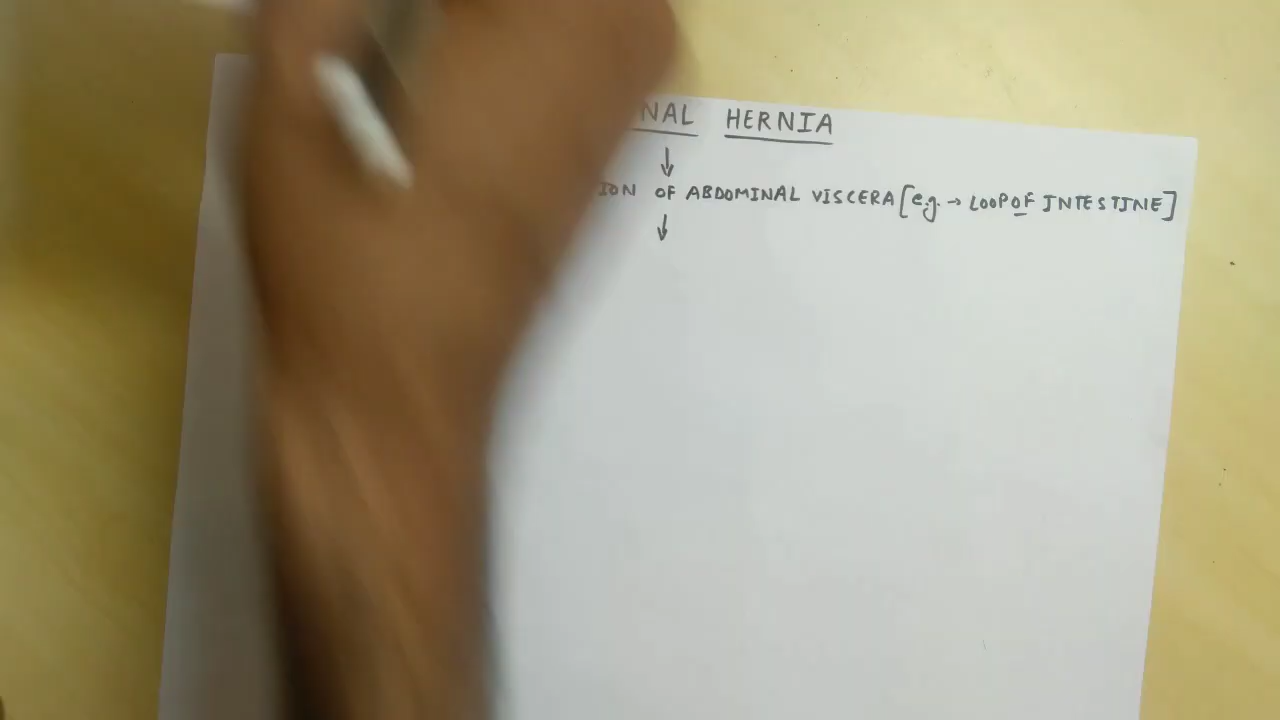 NAL HERNIA
↓
ION OF ABDOMINAL VISCERA [e.g. → LOOP OF INTESTINE]
↓